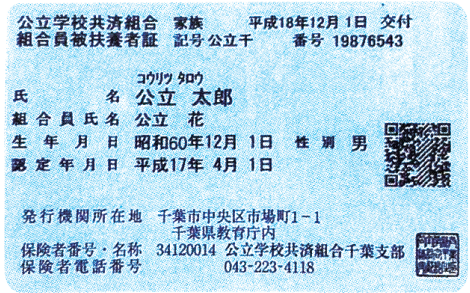 公立学校共済組合 家族 平成18年12月1日 交付
組合員被扶養者証 記号 公立千 番号 19876543
コウリツ タロウ
氏名 公立 太郎
組合員氏名 公立 花
生年月日 昭和60年12月1日 性別 男
認定年月日 平成17年4月1日
発行機関所在地 千葉市中央区市場町1-1
千葉県教育庁内
保険者番号・名称 34120014 公立学校共済組合千葉支部
保険者電話番号 043-223-4118